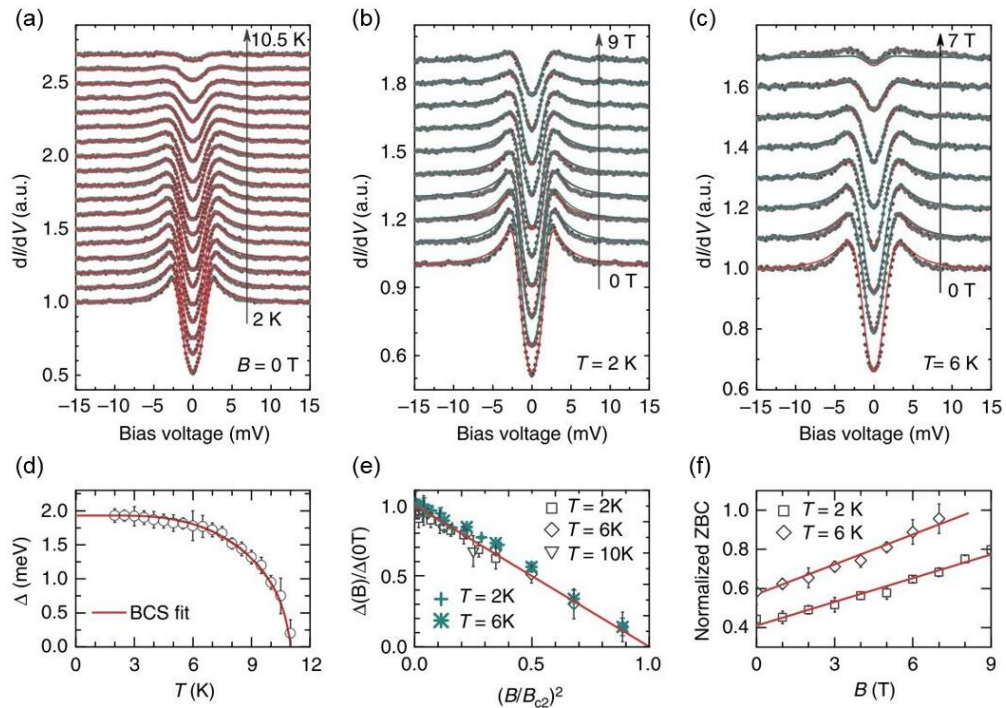 (a)
(b)
(c)
10.5 K
9 T
7 T
dI/dV (a.u.)
2.5
2.0
1.5
1.0
0.5
2 K
B = 0 T
−15 −10 −5 0 5 10 15
Bias voltage (mV)
dI/dV (a.u.)
1.8
1.5
1.2
0.9
0.6
0 T
T = 2 K
−15 −10 −5 0 5 10 15
Bias voltage (mV)
dI/dV (a.u.)
1.6
1.4
1.2
1.0
0.8
0.6
0 T
T = 6 K
−15 −10 −5 0 5 10 15
Bias voltage (mV)
(d)
(e)
(f)
Δ (meV)
2.0
1.5
1.0
0.5
0.0
BCS fit
0 3 6 9 12
T (K)
Δ(B)/Δ(0T)
1.0
0.5
0.0
T = 2K
T = 6K
T = 10K
T = 2K
T = 6K
0.0 0.5 1.0
(B/Bc2)²
Normalized ZBC
1.0
0.8
0.6
0.4
T = 2 K
T = 6 K
0 3 6 9
B (T)